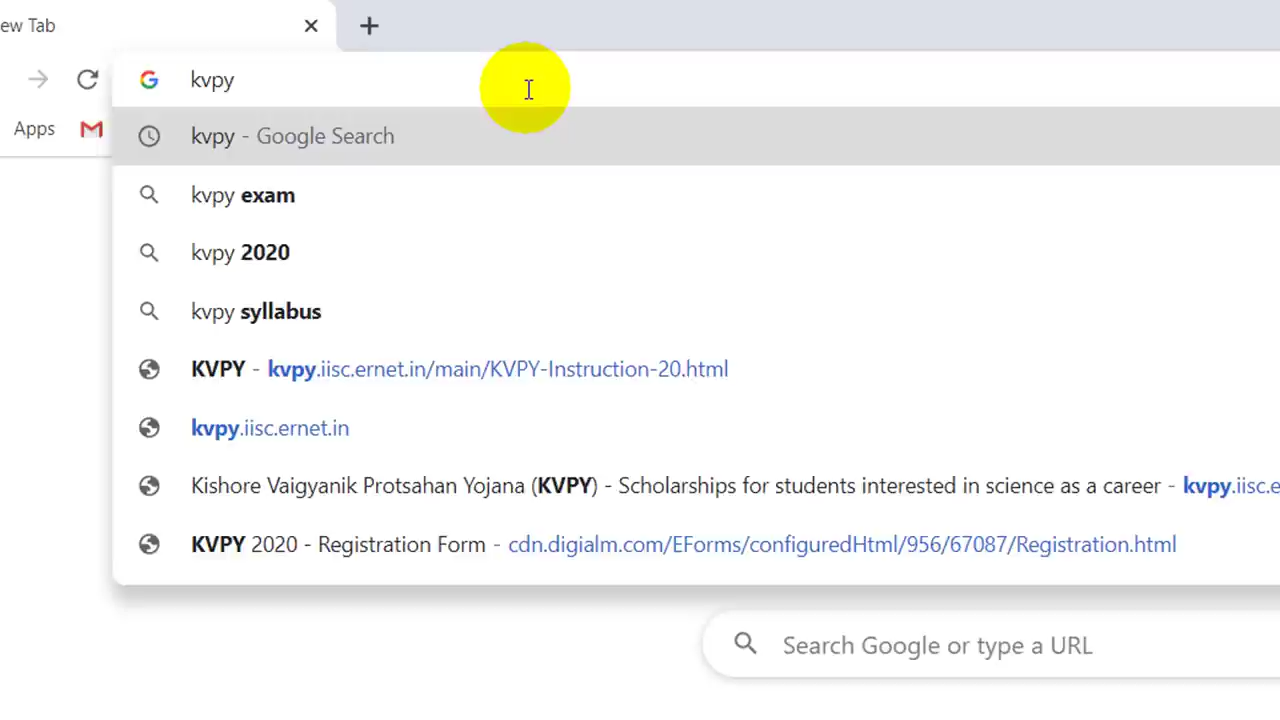 ew Tab
kvpy
Apps
kvpy - Google Search
kvpy exam
kvpy 2020
kvpy syllabus
KVPY - kvpy.iisc.ernet.in/main/KVPY-Instruction-20.html
kvpy.iisc.ernet.in
Kishore Vaigyanik Protsahan Yojana (KVPY) - Scholarships for students interested in science as a career - kvpy.iisc.e
KVPY 2020 - Registration Form - cdn.digialm.com/EForms/configuredHtml/956/67087/Registration.html
Search Google or type a URL